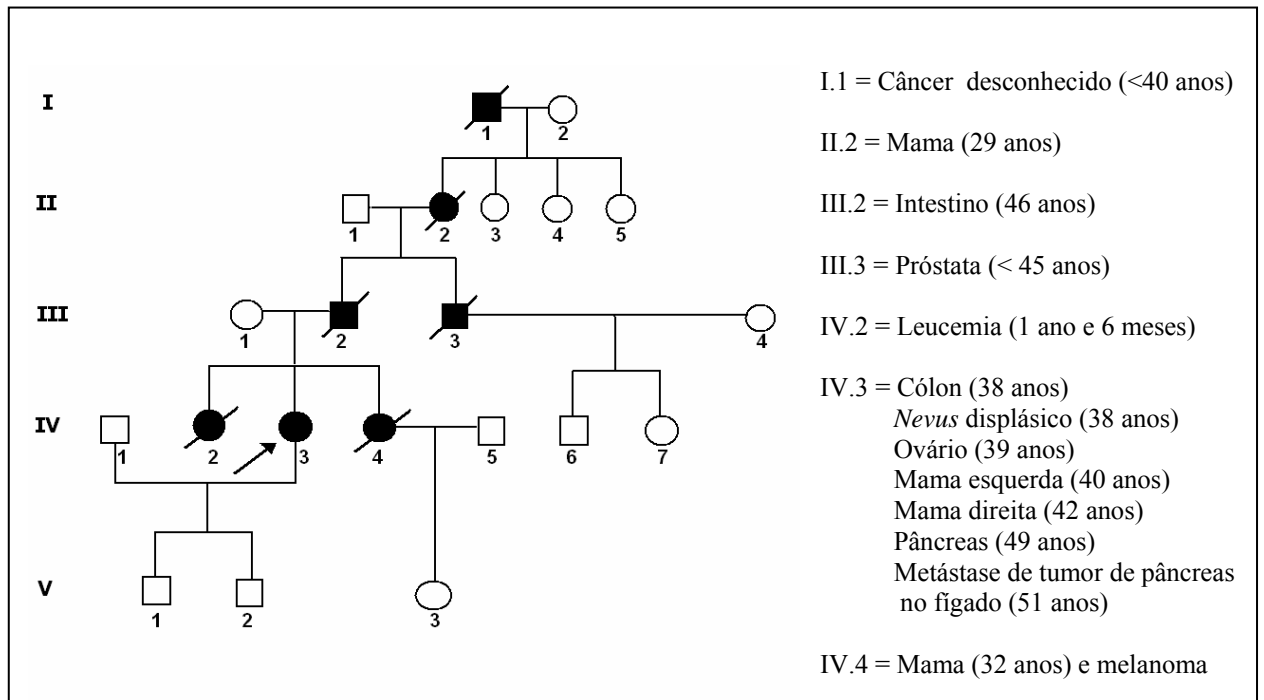 I
1
2
II
1
2
3
4
5
III
1
2
3
4
IV
1
2
3
4
5
6
7
V
1
2
3
I.1 = Câncer desconhecido (<40 anos)
II.2 = Mama (29 anos)
III.2 = Intestino (46 anos)
III.3 = Próstata (< 45 anos)
IV.2 = Leucemia (1 ano e 6 meses)
IV.3 = Cólon (38 anos)
Nevus displásico (38 anos)
Ovário (39 anos)
Mama esquerda (40 anos)
Mama direita (42 anos)
Pâncreas (49 anos)
Metástase de tumor de pâncreas
no fígado (51 anos)
IV.4 = Mama (32 anos) e melanoma